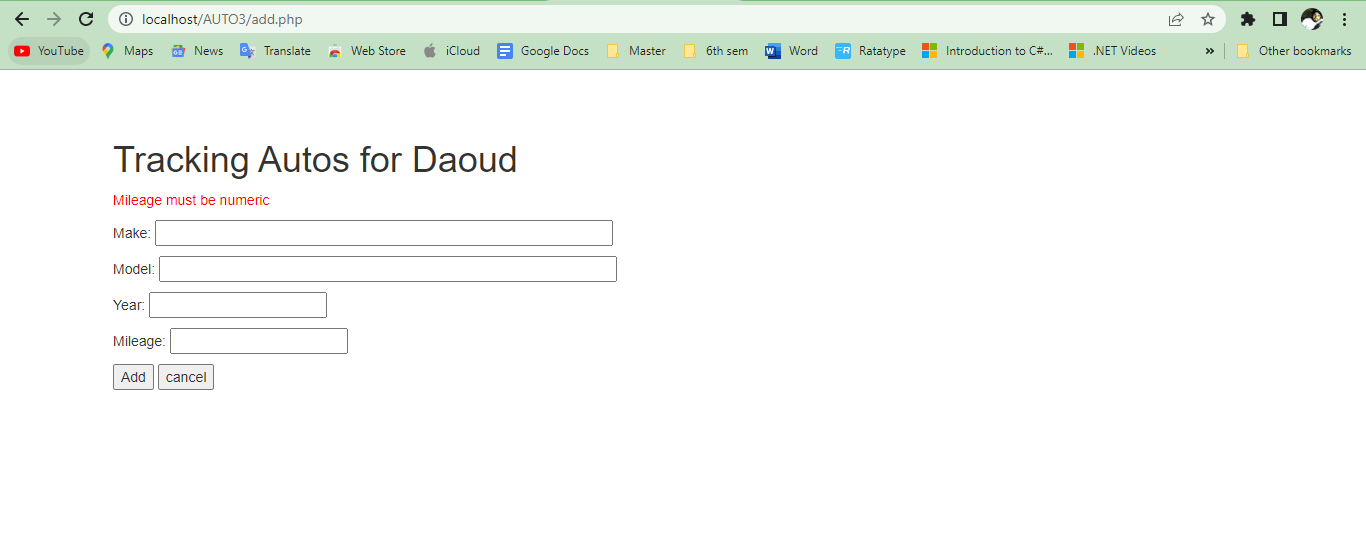 localhost/AUTO3/add.php
YouTube Maps News Translate Web Store iCloud Google Docs Master 6th sem Word Ratatype Introduction to C#... .NET Videos » Other bookmarks
Tracking Autos for Daoud
Mileage must be numeric
Make:
Model:
Year:
Mileage:
Add cancel